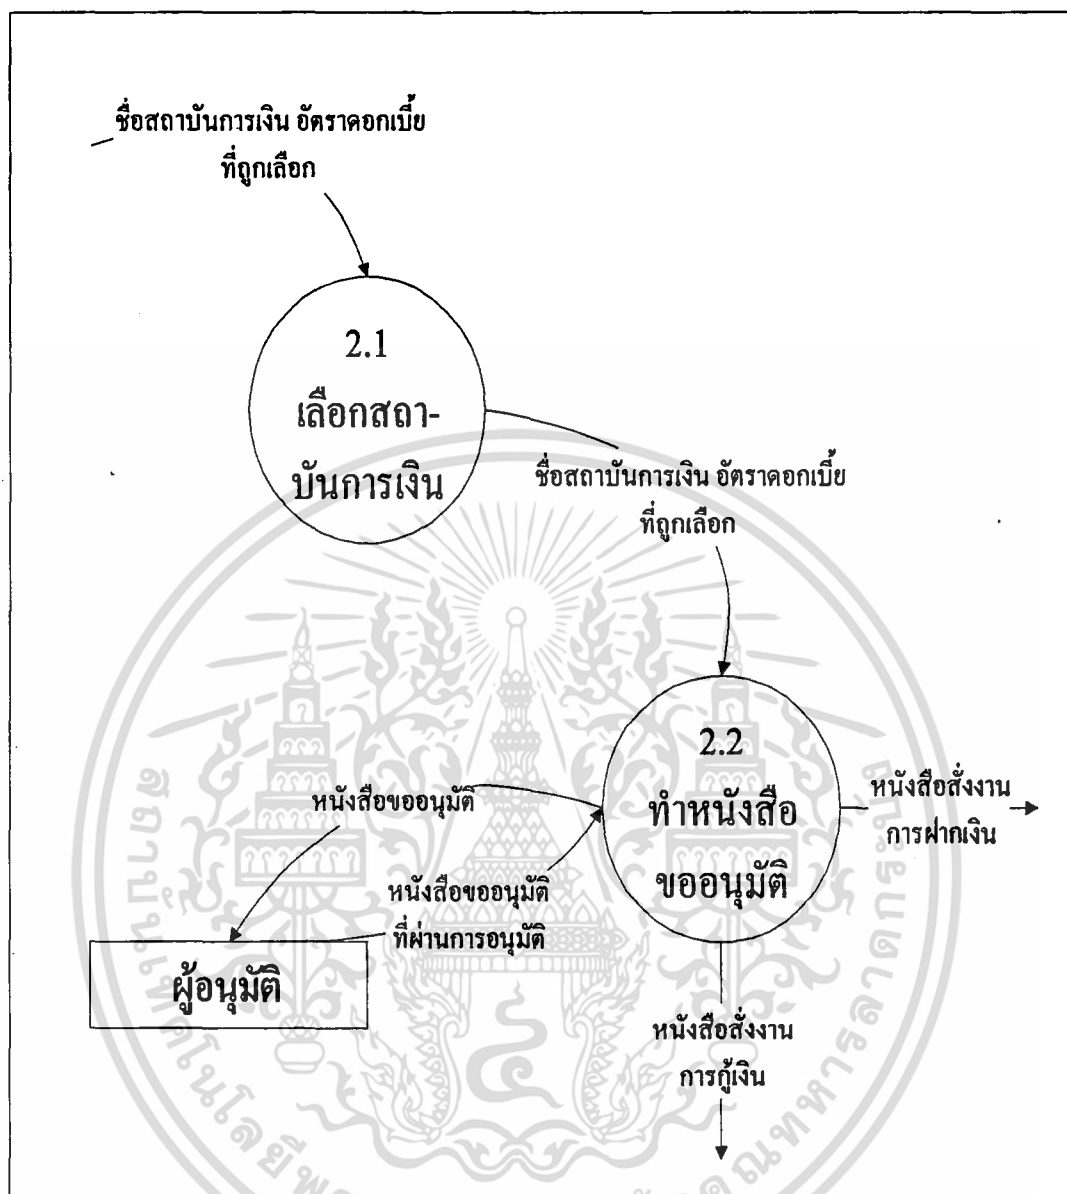 ชื่อสถาบันการเงิน อัตราดอกเบี้ย
ที่ถูกเลือก
2.1
เลือกสถา-
บันการเงิน
ชื่อสถาบันการเงิน อัตราดอกเบี้ย
ที่ถูกเลือก
2.2
ทำหนังสือ
ขออนุมัติ
หนังสือสั่งงาน
การฝากเงิน
หนังสือขออนุมัติ
หนังสือขออนุมัติ
ที่ผ่านการอนุมัติ
ผู้อนุมัติ
หนังสือสั่งงาน
การกู้เงิน